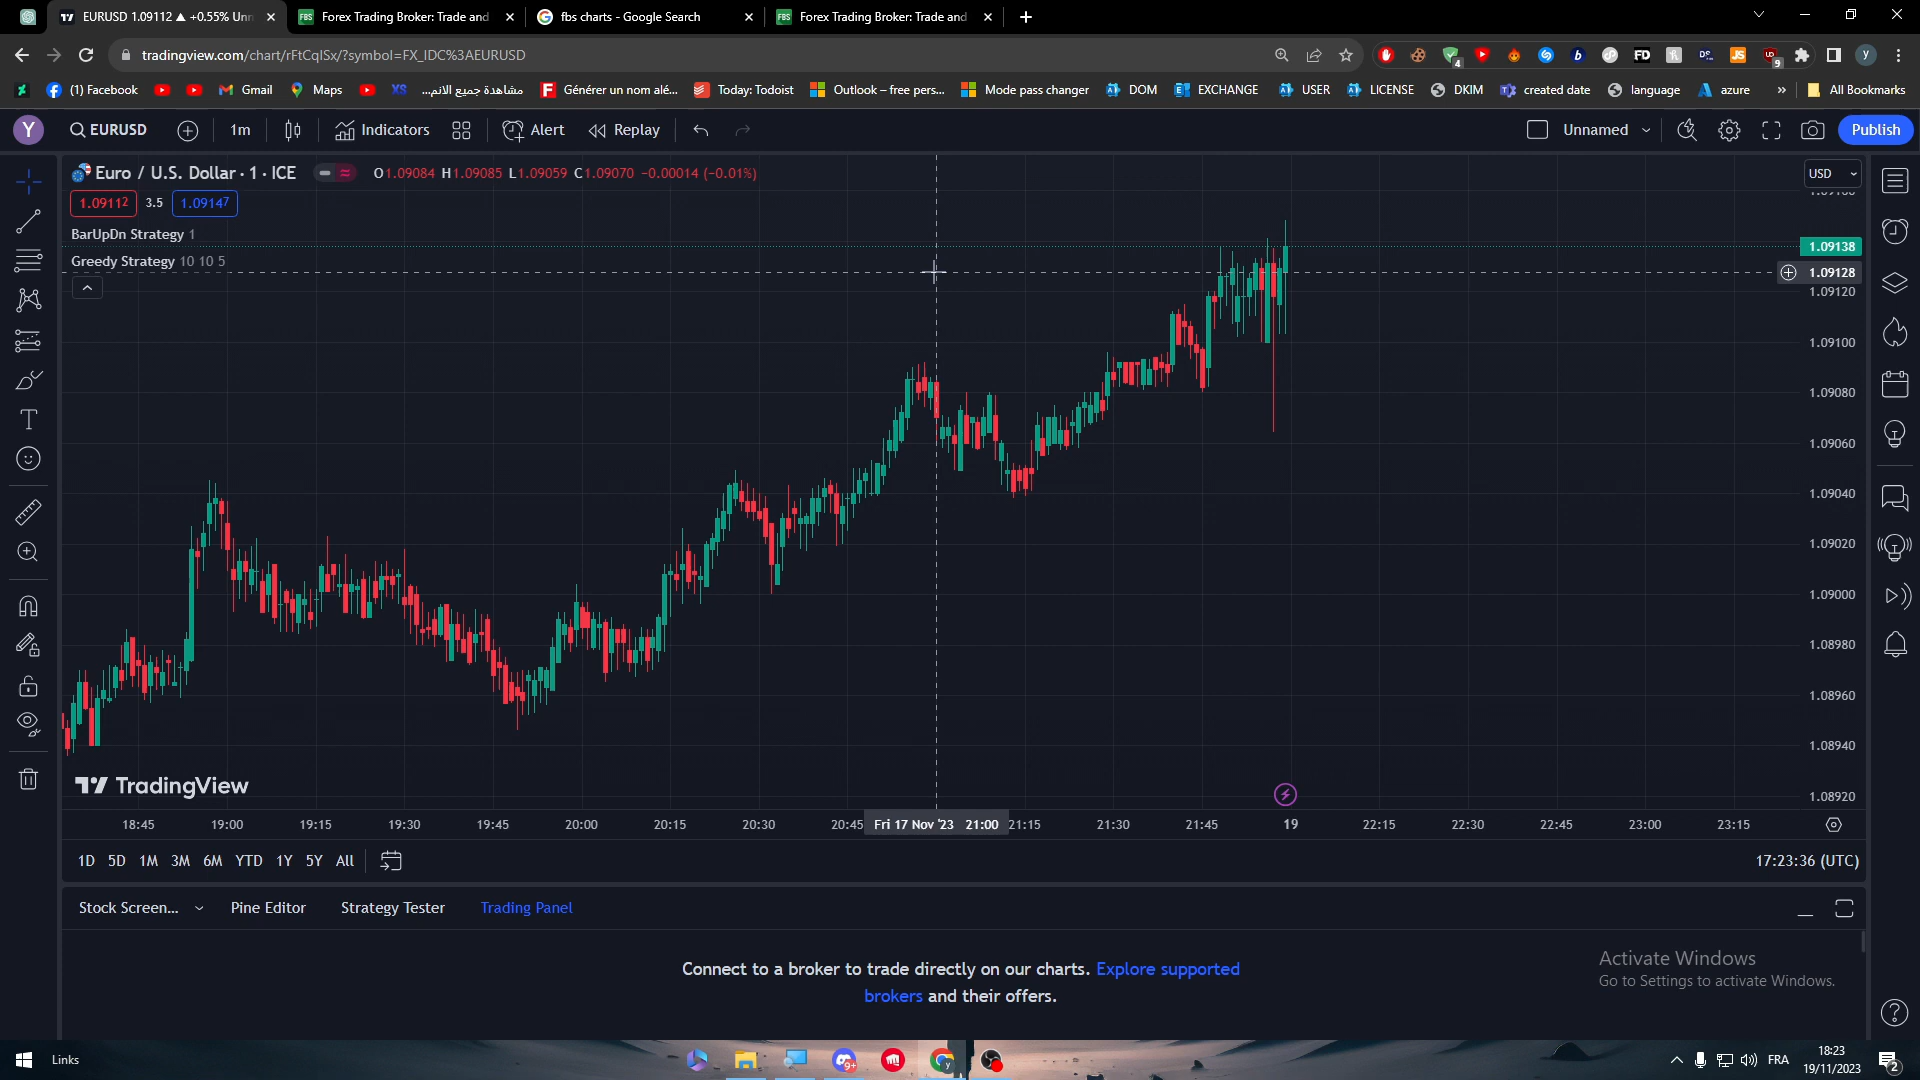 EURUSD 1.09112 ▲ +0.55% Unn
Forex Trading Broker: Trade and
fbs charts - Google Search
Forex Trading Broker: Trade and
tradingview.com/chart/rFtCqISx/?symbol=FX_IDC%3AEURUSD
(1) Facebook
Gmail
Maps
XS
مشاهدة جميع الانم...
Générer un nom alé...
Today: Todoist
Outlook – free pers...
Mode pass changer
DOM
EXCHANGE
USER
LICENSE
DKIM
created date
language
azure
»
All Bookmarks
Y
EURUSD
1m
Indicators
Alert
Replay
Unnamed
Publish
Euro / U.S. Dollar · 1 · ICE
O1.09084 H1.09085 L1.09059 C1.09070 -0.00014 (-0.01%)
USD
1.09112 3.5 1.09147
BarUpDn Strategy 1
Greedy Strategy 10 10 5
1.09138
1.09128
1.09120
1.09100
1.09080
1.09060
1.09040
1.09020
1.09000
1.08980
1.08960
1.08940
1.08920
TradingView
18:45 19:00 19:15 19:30 19:45 20:00 20:15 20:30 20:45 Fri 17 Nov '23 21:00 21:15 21:30 21:45 19 22:15 22:30 22:45 23:00 23:15
1D 5D 1M 3M 6M YTD 1Y 5Y All
17:23:36 (UTC)
Stock Screen...
Pine Editor
Strategy Tester
Trading Panel
Connect to a broker to trade directly on our charts. Explore supported
brokers and their offers.
Activate Windows
Go to Settings to activate Windows.
Links
FRA
18:23
19/11/2023
2